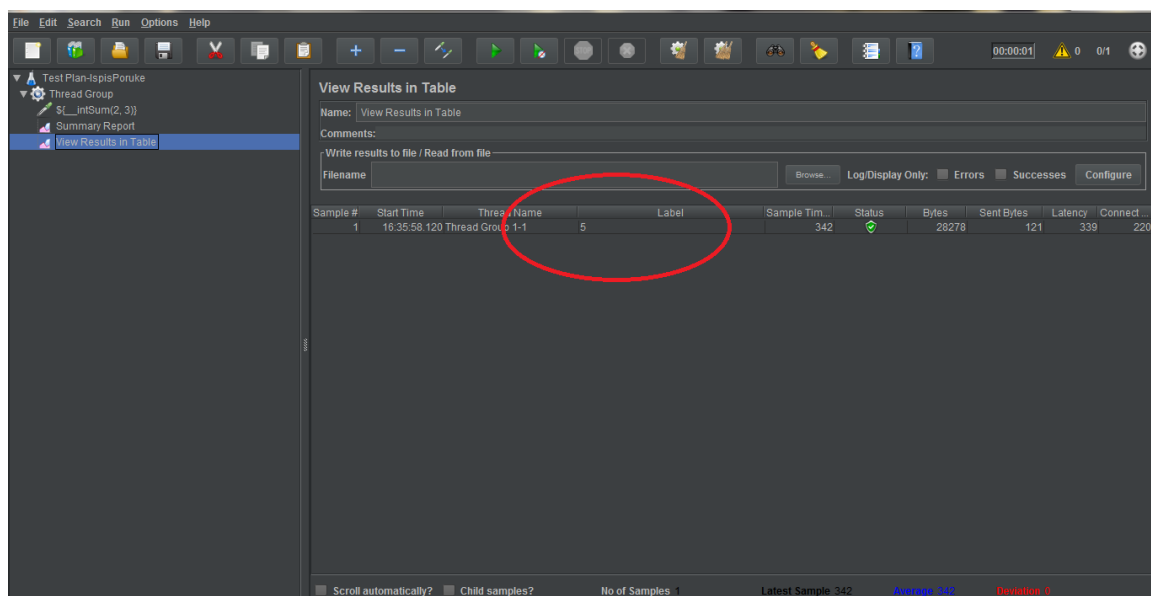 File Edit Search Run Options Help
00:00:01 0 0/1
Test Plan-IspisPoruke
Thread Group
${__intSum(2, 3)}
Summary Report
View Results in Table
View Results in Table
Name: View Results in Table
Comments:
Write results to file / Read from file
Filename Browse... Log/Display Only: Errors Successes Configure
Sample # Start Time Thread Name Label Sample Tim... Status Bytes Sent Bytes Latency Connect ...
1 16:35:58.120 Thread Group 1-1 5 342 28278 121 339 220
Scroll automatically? Child samples? No of Samples 1 Latest Sample 342 Average 342 Deviation 0